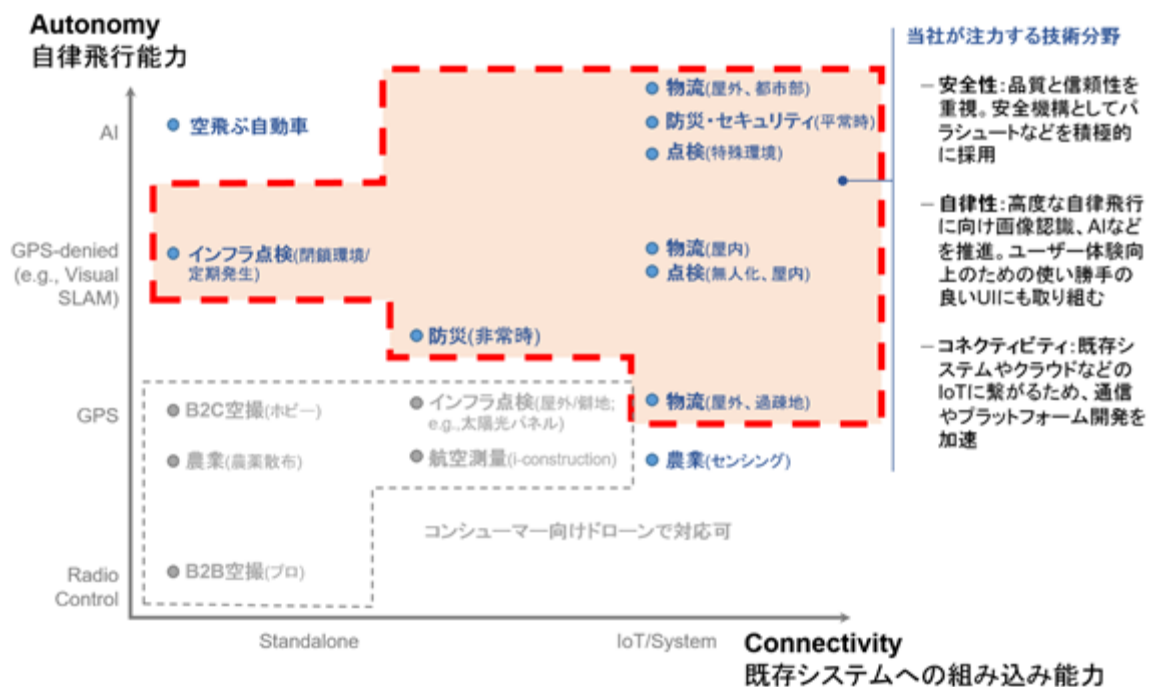 Autonomy
自律飛行能力
当社が注力する技術分野
AI
空飛ぶ自動車
物流(屋外、都市部)
防災・セキュリティ(平常時)
点検(特殊環境)
－ 安全性：品質と信頼性を
重視。安全機構としてパ
ラシュートなどを積極的
に採用
GPS-denied
(e.g., Visual
SLAM)
インフラ点検(閉鎖環境/
定期発生)
物流(屋内)
点検(無人化、屋内)
－ 自律性：高度な自律飛行
に向け画像認識、AIなど
を推進。ユーザー体験向
上のための使い勝手の
良いUIにも取り組む
防災(非常時)
－ コネクティビティ：既存シ
ステムやクラウドなどの
IoTに繋がるため、通信
やプラットフォーム開発を
加速
GPS
B2C空撮(ホビー)
インフラ点検(屋外/僻地;
e.g.,太陽光パネル)
物流(屋外、過疎地)
農業(農薬散布)
航空測量(i-construction)
農業(センシング)
コンシューマー向けドローンで対応可
Radio
Control
B2B空撮(プロ)
Standalone
IoT/System
Connectivity
既存システムへの組み込み能力